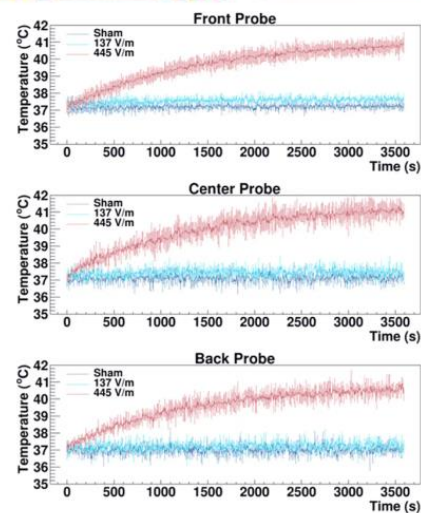 Front Probe
Temperature (°C)
42
41
40
39
38
37
36
35
Sham
137 V/m
445 V/m
0 500 1000 1500 2000 2500 3000 3500
Time (s)
Center Probe
Temperature (°C)
42
41
40
39
38
37
36
35
Sham
137 V/m
445 V/m
0 500 1000 1500 2000 2500 3000 3500
Time (s)
Back Probe
Temperature (°C)
42
41
40
39
38
37
36
35
Sham
137 V/m
445 V/m
0 500 1000 1500 2000 2500 3000 3500
Time (s)